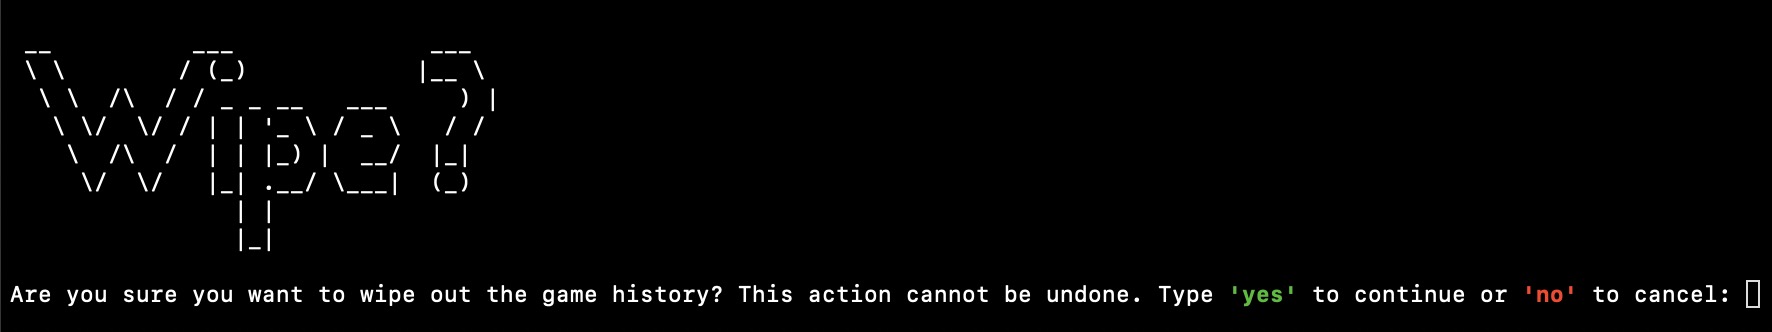 Wipe?
Are you sure you want to wipe out the game history? This action cannot be undone. Type 'yes' to continue or 'no' to cancel: